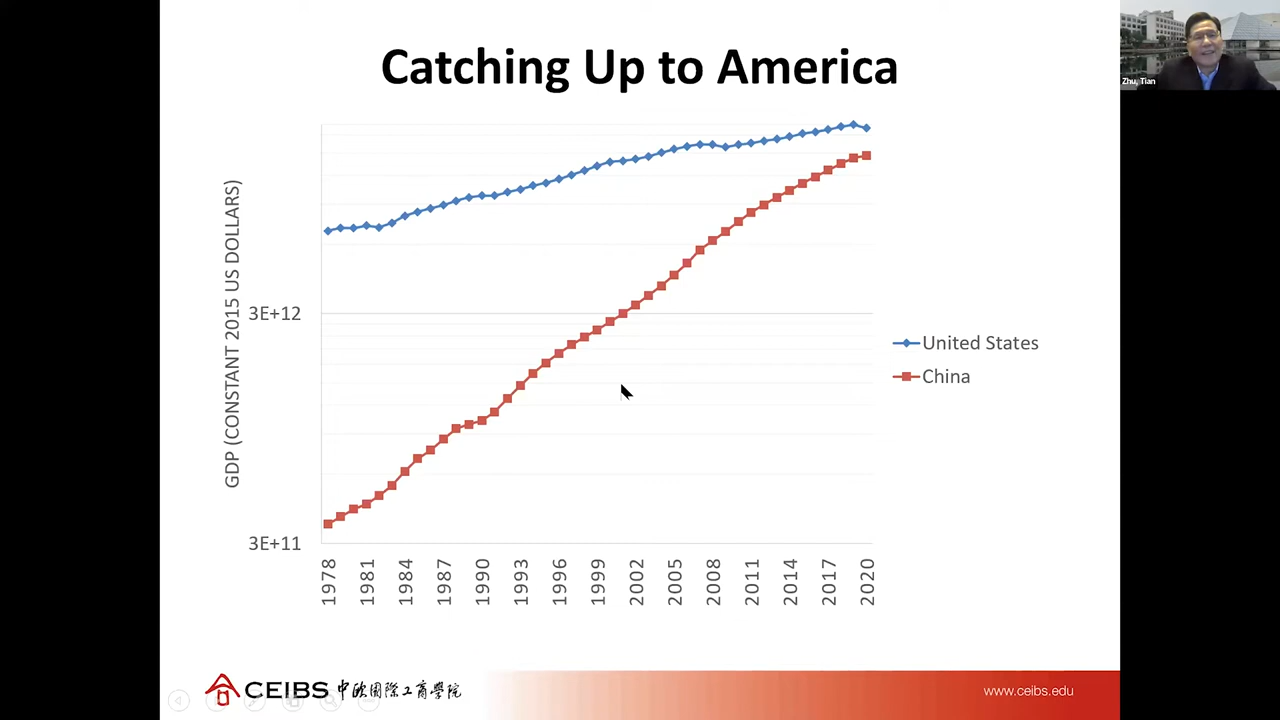 Catching Up to America
Zhu, Tian
GDP (CONSTANT 2015 US DOLLARS)
3E+12
3E+11
1978
1981
1984
1987
1990
1993
1996
1999
2002
2005
2008
2011
2014
2017
2020
United States
China
CEIBS 中欧国际工商学院
www.ceibs.edu